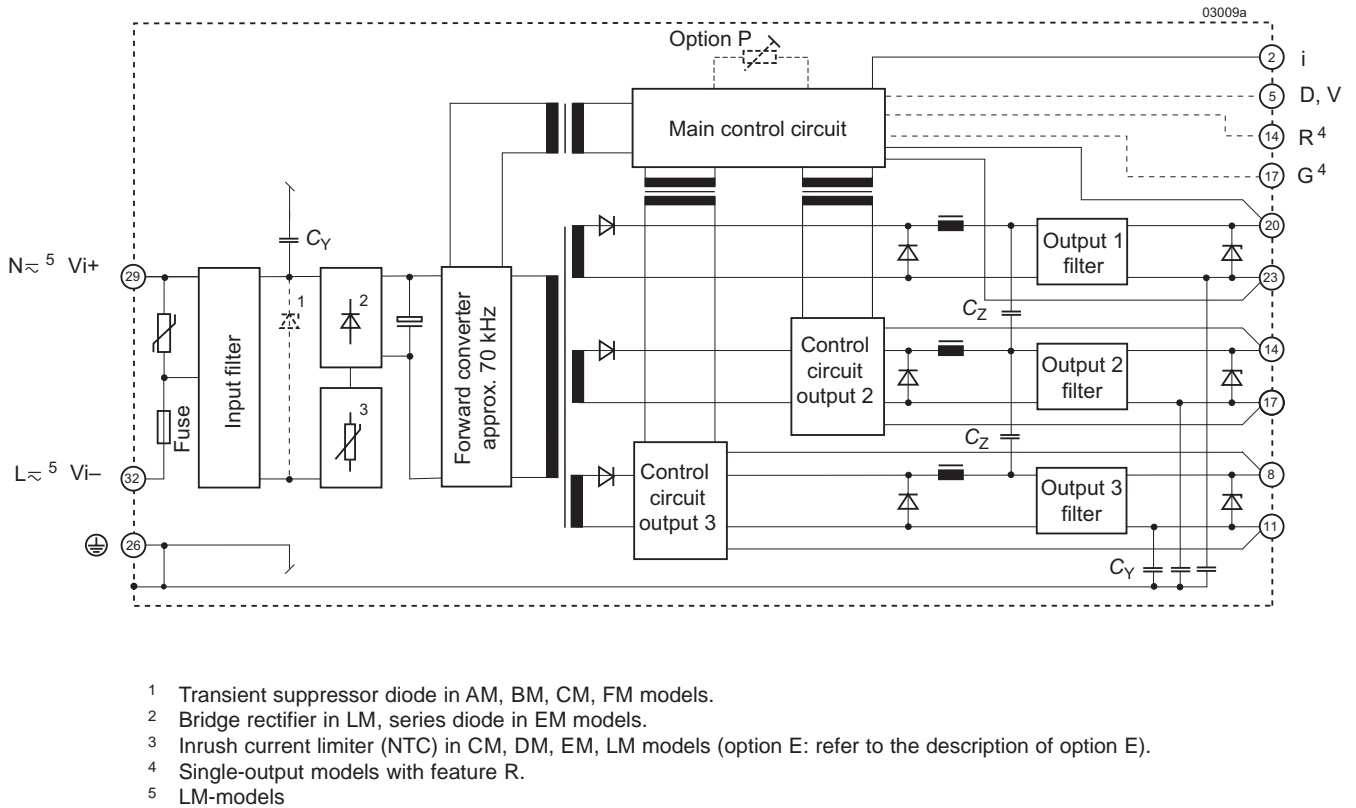 03009a
Option P
2 i
Main control circuit
5 D, V
14 R 4
17 G 4
20
CY
Output 1
filter
N≂ 5 Vi+
29
1
2
23
CZ
Input filter
Forward converter
approx. 70 kHz
Control
circuit
output 2
14
Output 2
filter
3
Fuse
17
CZ
L≂ 5 Vi–
32
Control
circuit
output 3
8
Output 3
filter
26
11
CY
1 Transient suppressor diode in AM, BM, CM, FM models.
2 Bridge rectifier in LM, series diode in EM models.
3 Inrush current limiter (NTC) in CM, DM, EM, LM models (option E: refer to the description of option E).
4 Single-output models with feature R.
5 LM-models